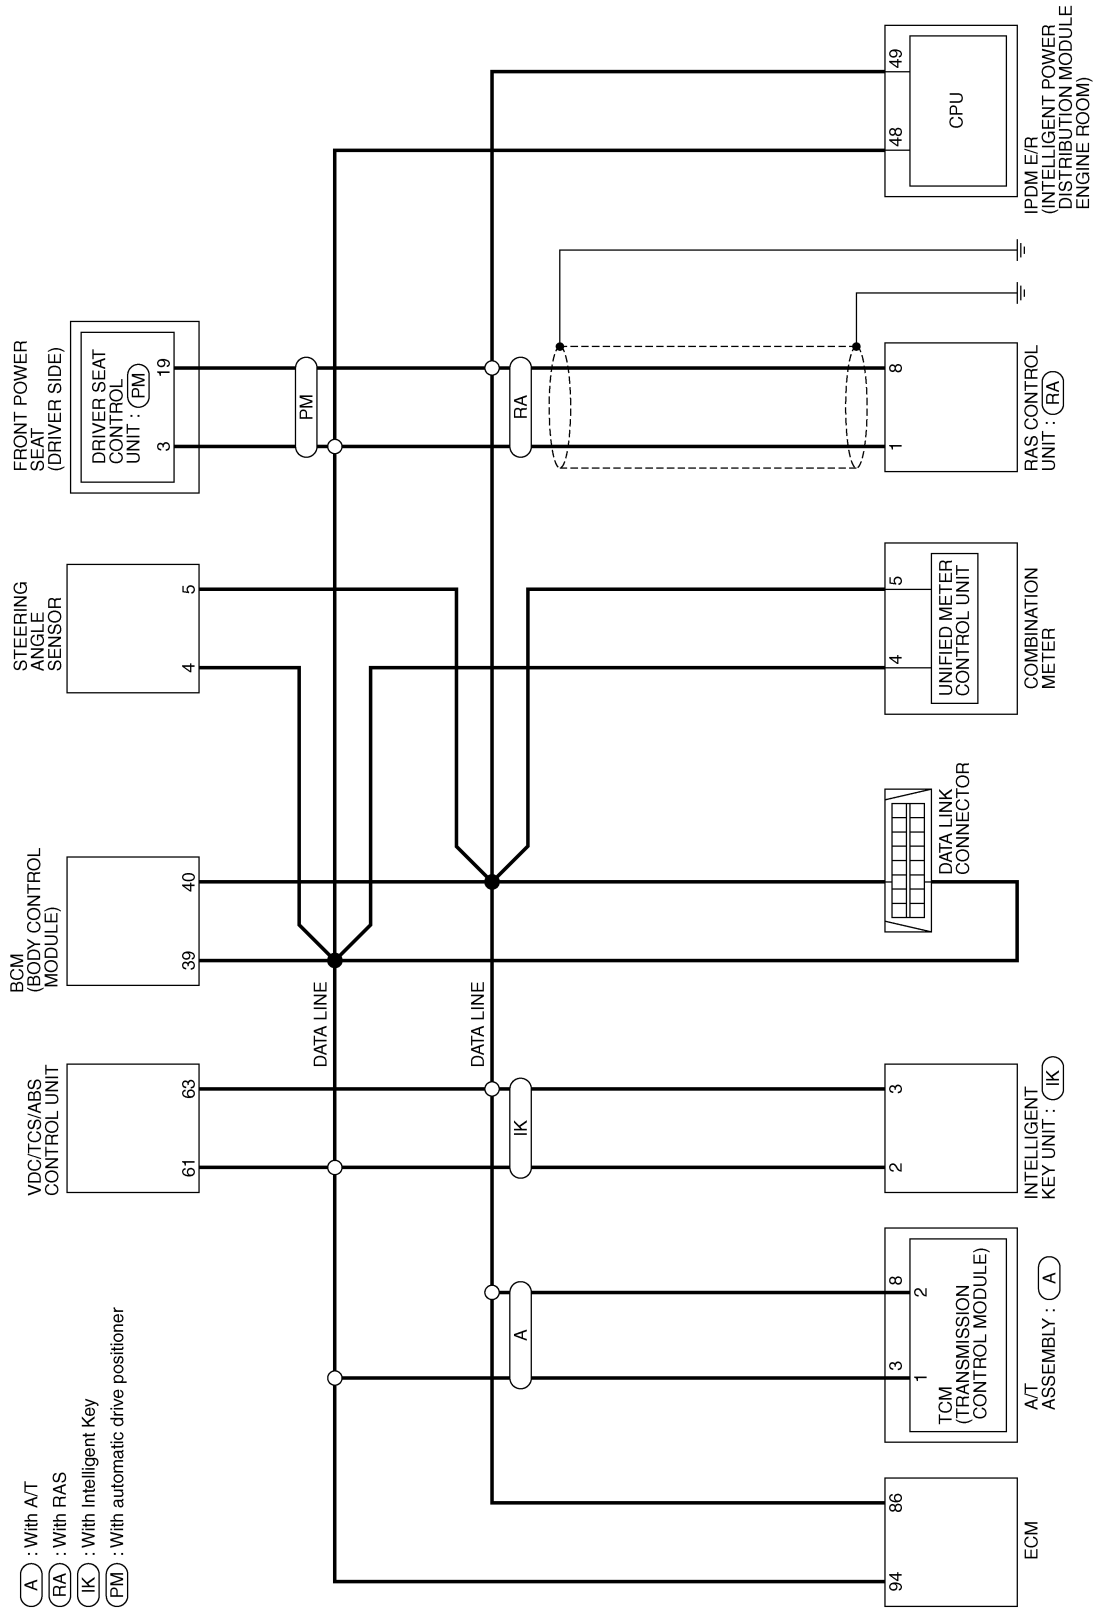 A : With A/T
RA : With RAS
IK : With Intelligent Key
PM : With automatic drive positioner
VDC/TCS/ABS
CONTROL UNIT
61
63
BCM
(BODY CONTROL
MODULE)
39
40
STEERING
ANGLE
SENSOR
4
5
FRONT POWER
SEAT
(DRIVER SIDE)
DRIVER SEAT
CONTROL
UNIT : PM
3
19
PM
DATA LINE
DATA LINE
A
IK
RA
94
86
ECM
3
8
1
2
TCM
(TRANSMISSION
CONTROL MODULE)
A/T
ASSEMBLY : A
2
3
INTELLIGENT
KEY UNIT : IK
DATA LINK
CONNECTOR
4
5
UNIFIED METER
CONTROL UNIT
COMBINATION
METER
1
8
RAS CONTROL
UNIT : RA
48
49
CPU
IPDM E/R
(INTELLIGENT POWER
DISTRIBUTION MODULE
ENGINE ROOM)